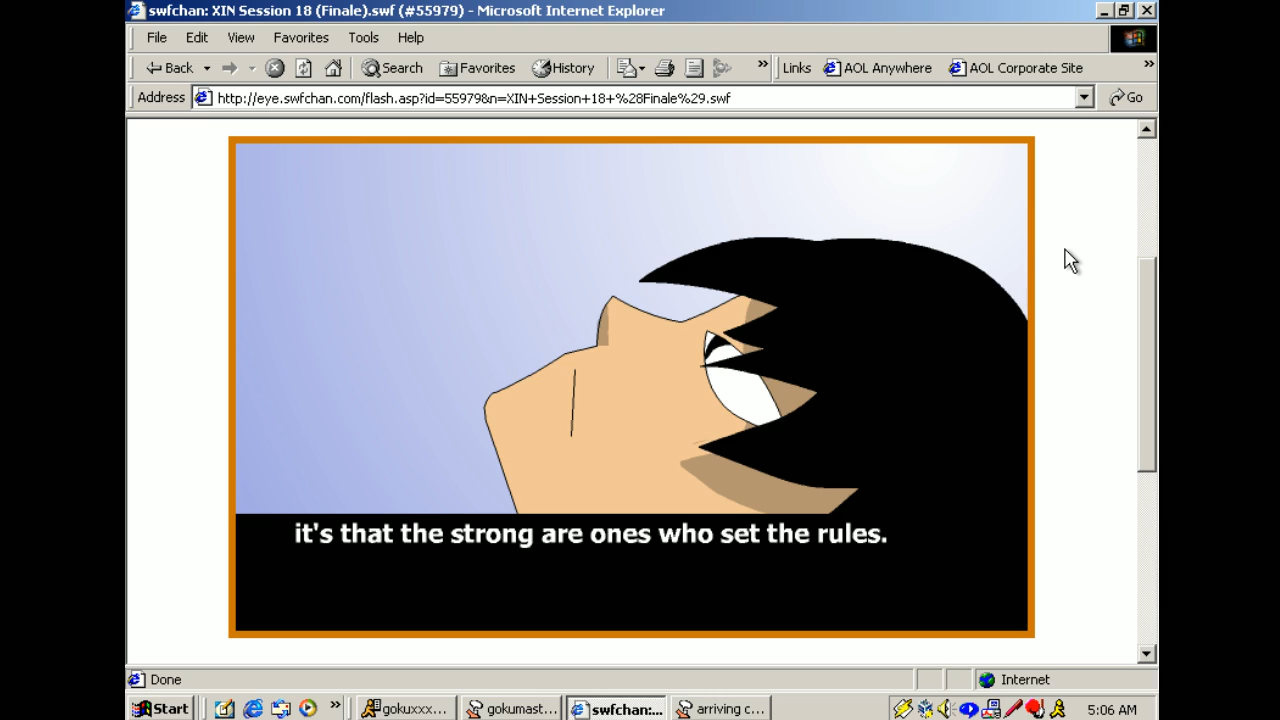 swfchan: XIN Session 18 (Finale).swf (#55979) - Microsoft Internet Explorer
File Edit View Favorites Tools Help
Back Search Favorites History » Links AOL Anywhere AOL Corporate Site »
Address http://eye.swfchan.com/flash.asp?id=55979&n=XIN+Session+18+%28Finale%29.swf Go
it's that the strong are ones who set the rules.
Done Internet
Start » gokuxxx... gokumast... swfchan:... arriving c... 5:06 AM